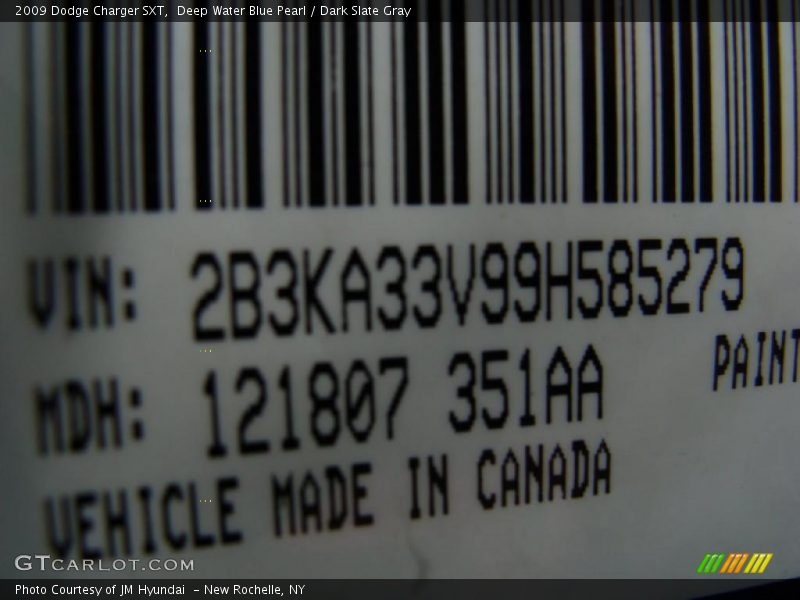 2009 Dodge Charger SXT, Deep Water Blue Pearl / Dark Slate Gray
VIN: 2B3KA33V99H585279
MDH: 121807 351AA
PAINT
VEHICLE MADE IN CANADA
GTCARLOT.COM
Photo Courtesy of JM Hyundai - New Rochelle, NY